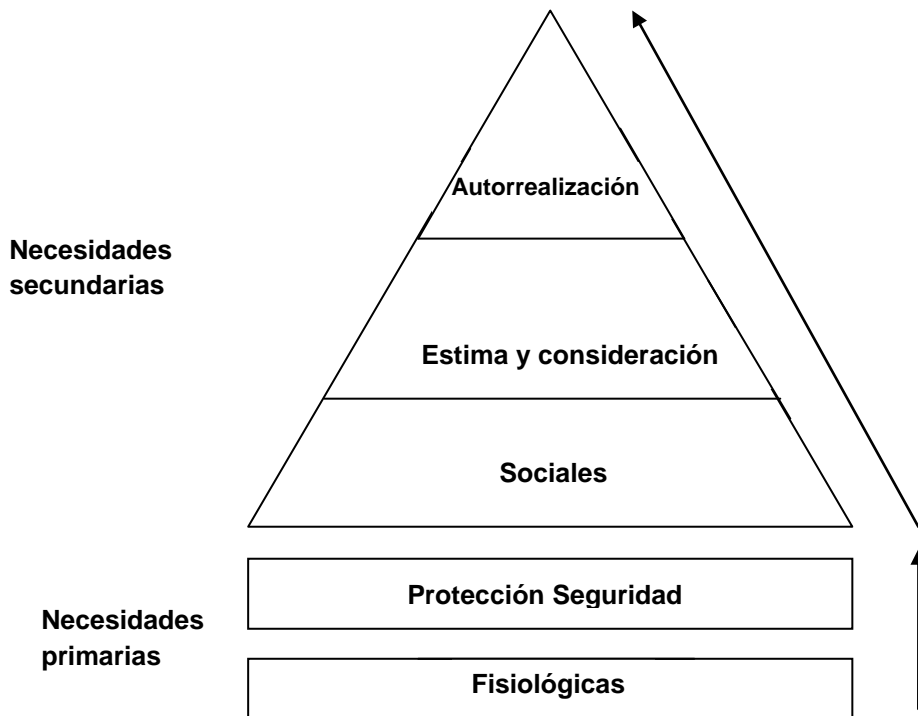 Autorrealización
Necesidades
secundarias
Estima y consideración
Sociales
Protección Seguridad
Necesidades
primarias
Fisiológicas